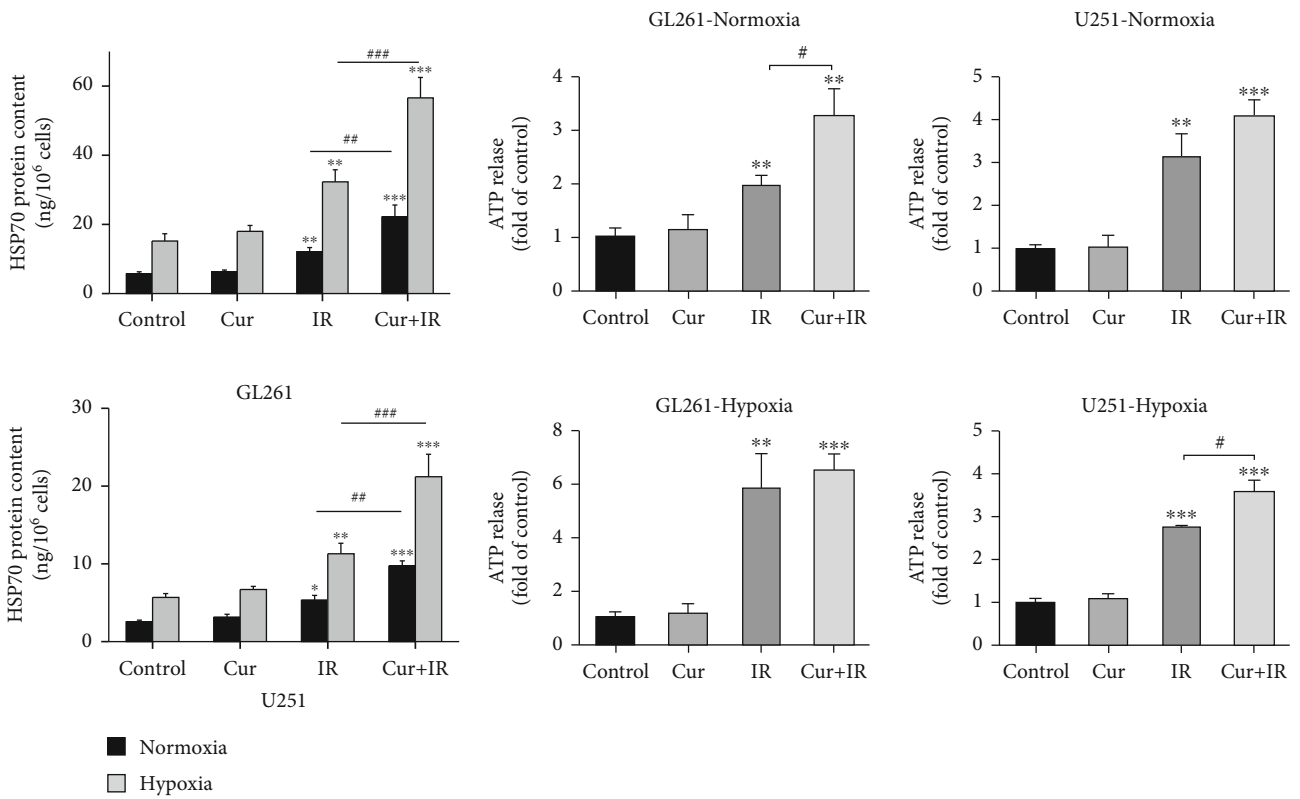 HSP70 protein content
(ng/10⁶ cells)
60
40
20
0
###
***
##
**
***
**
Control Cur IR Cur+IR
GL261
GL261-Normoxia
ATP relase
(fold of control)
4
3
2
1
0
#
**
**
Control Cur IR Cur+IR
U251-Normoxia
ATP relase
(fold of control)
5
4
3
2
1
0
***
**
Control Cur IR Cur+IR
HSP70 protein content
(ng/10⁶ cells)
30
20
10
0
###
***
##
**
***
*
Control Cur IR Cur+IR
U251
Normoxia
Hypoxia
GL261-Hypoxia
ATP relase
(fold of control)
8
6
4
2
0
**
***
Control Cur IR Cur+IR
U251-Hypoxia
ATP relase
(fold of control)
5
4
3
2
1
0
#
***
***
Control Cur IR Cur+IR